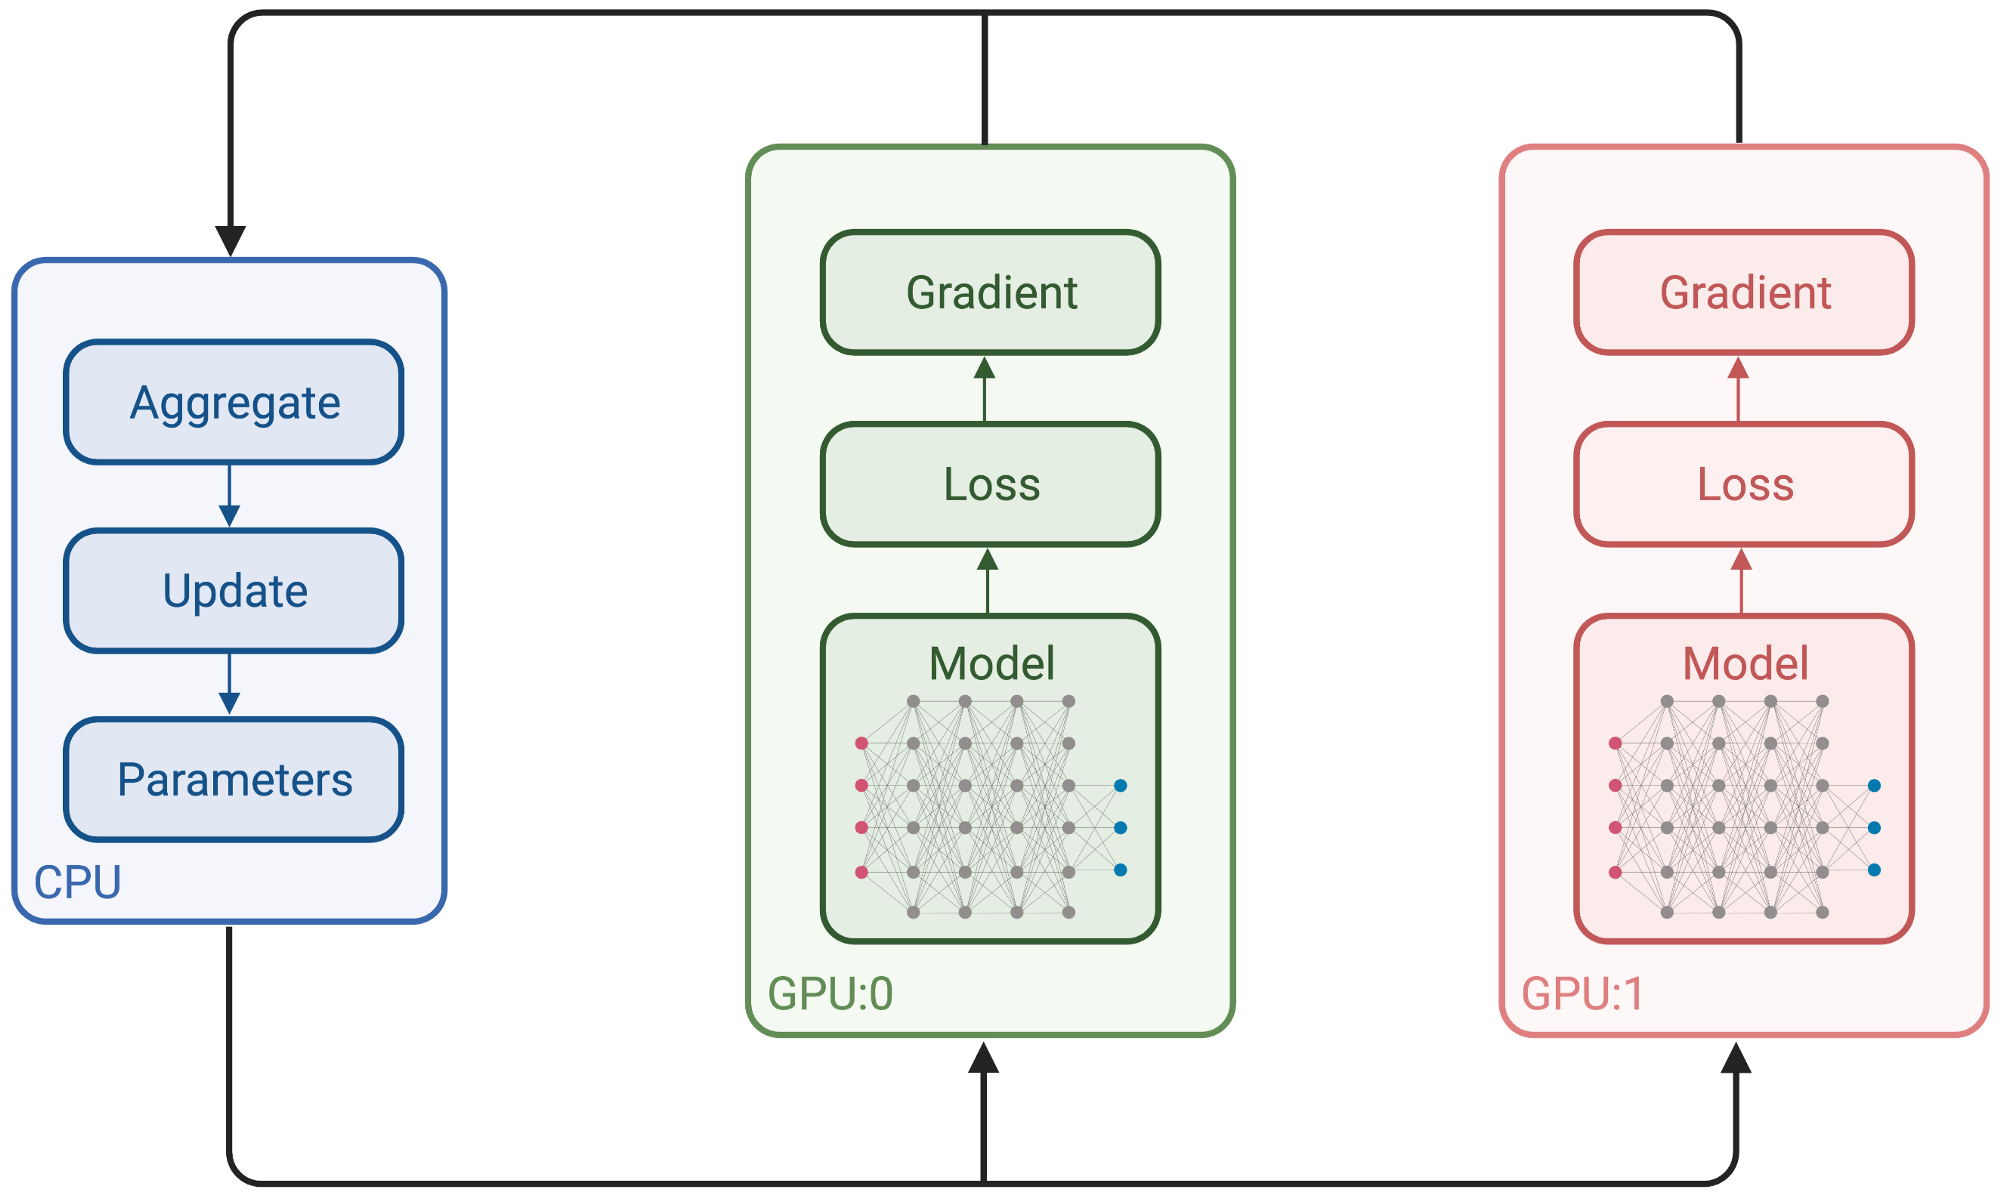 Aggregate
Update
Parameters
CPU
Gradient
Loss
Model
GPU:0
Gradient
Loss
Model
GPU:1